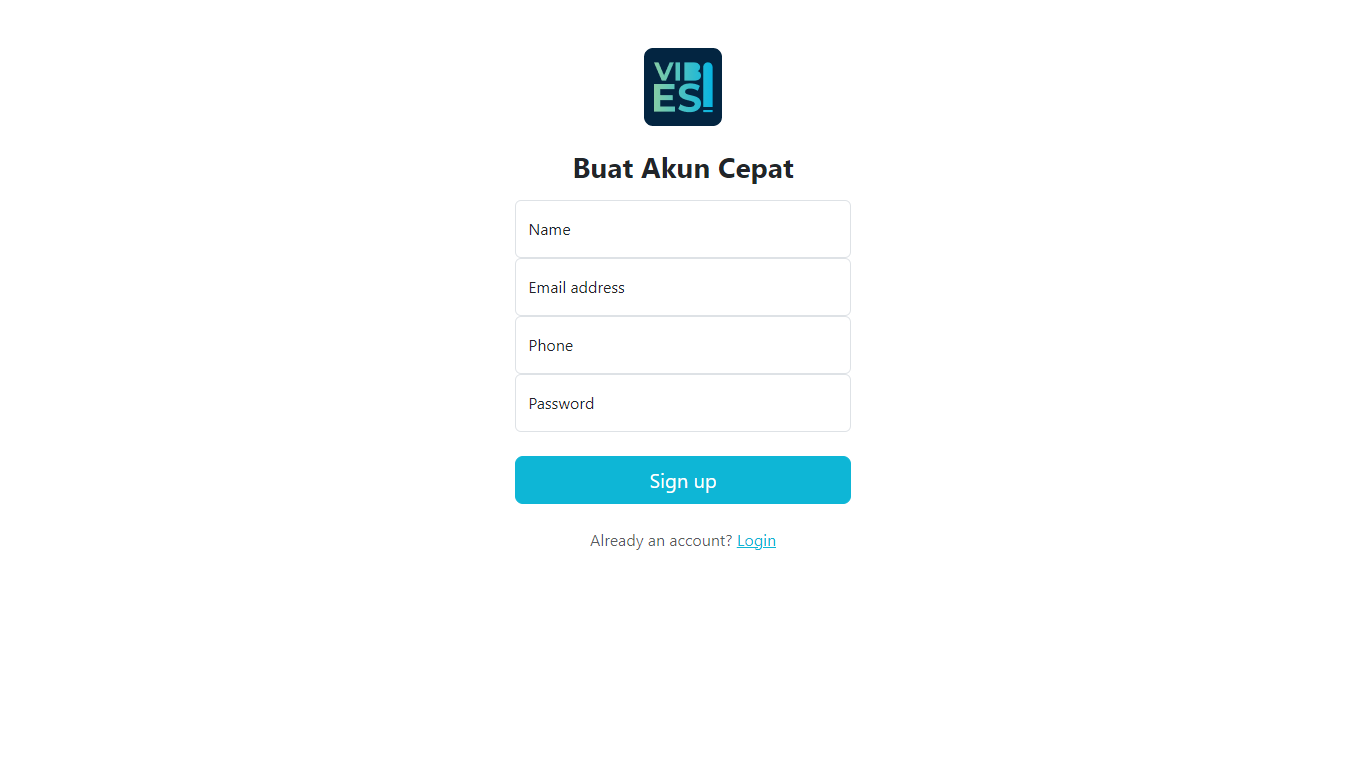 VIB
ES
Buat Akun Cepat
Name
Email address
Phone
Password
Sign up
Already an account? Login